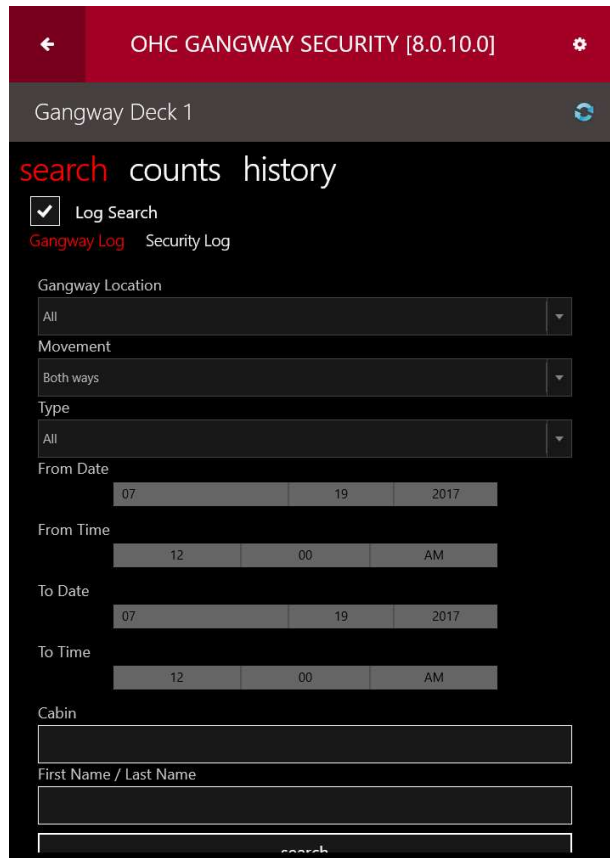 OHC GANGWAY SECURITY [8.0.10.0]
Gangway Deck 1
search counts history
Log Search
Gangway Log Security Log
Gangway Location
All
Movement
Both ways
Type
All
From Date
07 19 2017
From Time
12 00 AM
To Date
07 19 2017
To Time
12 00 AM
Cabin
First Name / Last Name
search